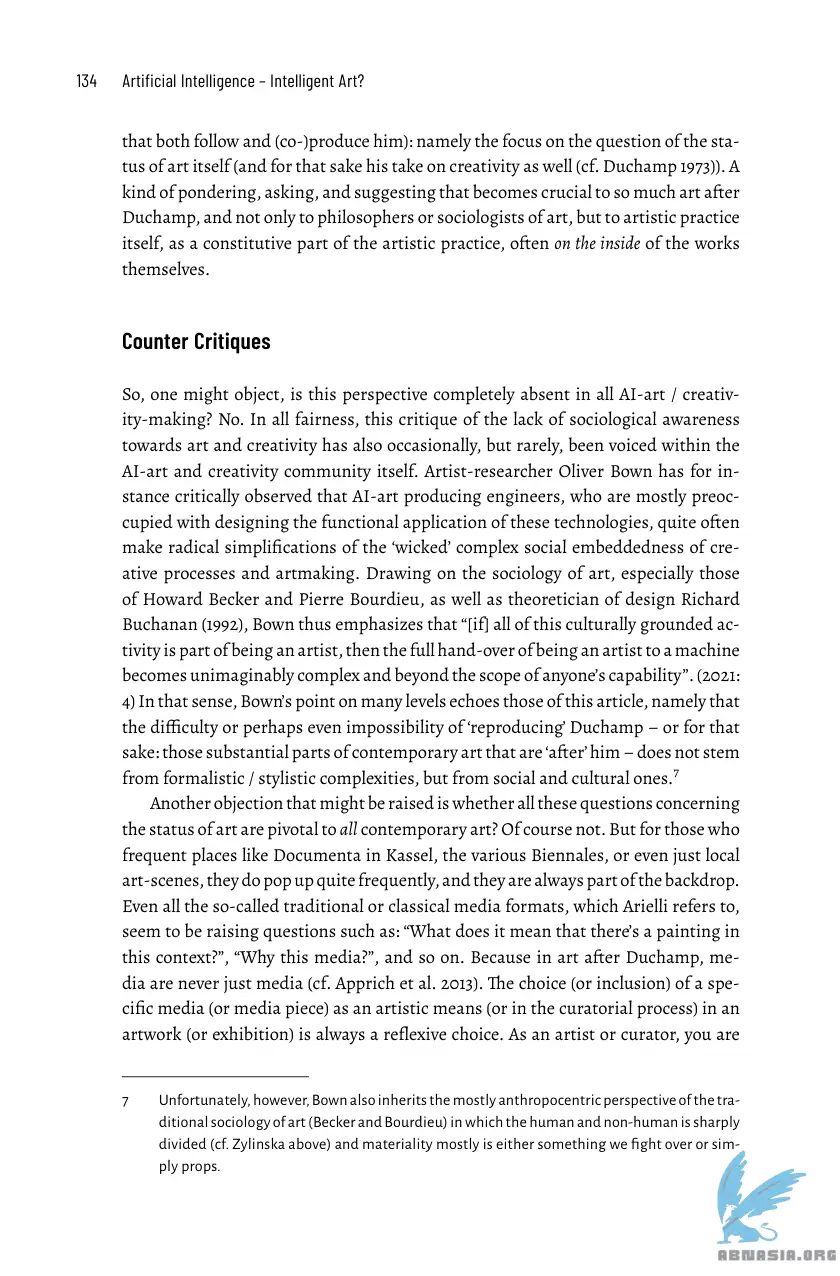 134 Artificial Intelligence – Intelligent Art?
that both follow and (co-)produce him): namely the focus on the question of the sta-
tus of art itself (and for that sake his take on creativity as well (cf. Duchamp 1973)). A
kind of pondering, asking, and suggesting that becomes crucial to so much art after
Duchamp, and not only to philosophers or sociologists of art, but to artistic practice
itself, as a constitutive part of the artistic practice, often on the inside of the works
themselves.
Counter Critiques
So, one might object, is this perspective completely absent in all AI-art / creativ-
ity-making? No. In all fairness, this critique of the lack of sociological awareness
towards art and creativity has also occasionally, but rarely, been voiced within the
AI-art and creativity community itself. Artist-researcher Oliver Bown has for in-
stance critically observed that AI-art producing engineers, who are mostly preoc-
cupied with designing the functional application of these technologies, quite often
make radical simplifications of the ‘wicked’ complex social embeddedness of cre-
ative processes and artmaking. Drawing on the sociology of art, especially those
of Howard Becker and Pierre Bourdieu, as well as theoretician of design Richard
Buchanan (1992), Bown thus emphasizes that “[if] all of this culturally grounded ac-
tivity is part of being an artist, then the full hand-over of being an artist to a machine
becomes unimaginably complex and beyond the scope of anyone’s capability”. (2021:
4) In that sense, Bown’s point on many levels echoes those of this article, namely that
the difficulty or perhaps even impossibility of ‘reproducing’ Duchamp – or for that
sake: those substantial parts of contemporary art that are ‘after’ him – does not stem
from formalistic / stylistic complexities, but from social and cultural ones.7
Another objection that might be raised is whether all these questions concerning
the status of art are pivotal to all contemporary art? Of course not. But for those who
frequent places like Documenta in Kassel, the various Biennales, or even just local
art-scenes, they do pop up quite frequently, and they are always part of the backdrop.
Even all the so-called traditional or classical media formats, which Arielli refers to,
seem to be raising questions such as: “What does it mean that there’s a painting in
this context?”, “Why this media?”, and so on. Because in art after Duchamp, me-
dia are never just media (cf. Apprich et al. 2013). The choice (or inclusion) of a spe-
cific media (or media piece) as an artistic means (or in the curatorial process) in an
artwork (or exhibition) is always a reflexive choice. As an artist or curator, you are
7 Unfortunately, however, Bown also inherits the mostly anthropocentric perspective of the tra-
ditional sociology of art (Becker and Bourdieu) in which the human and non-human is sharply
divided (cf. Zylinska above) and materiality mostly is either something we fight over or sim-
ply props.
ABNASIA.ORG